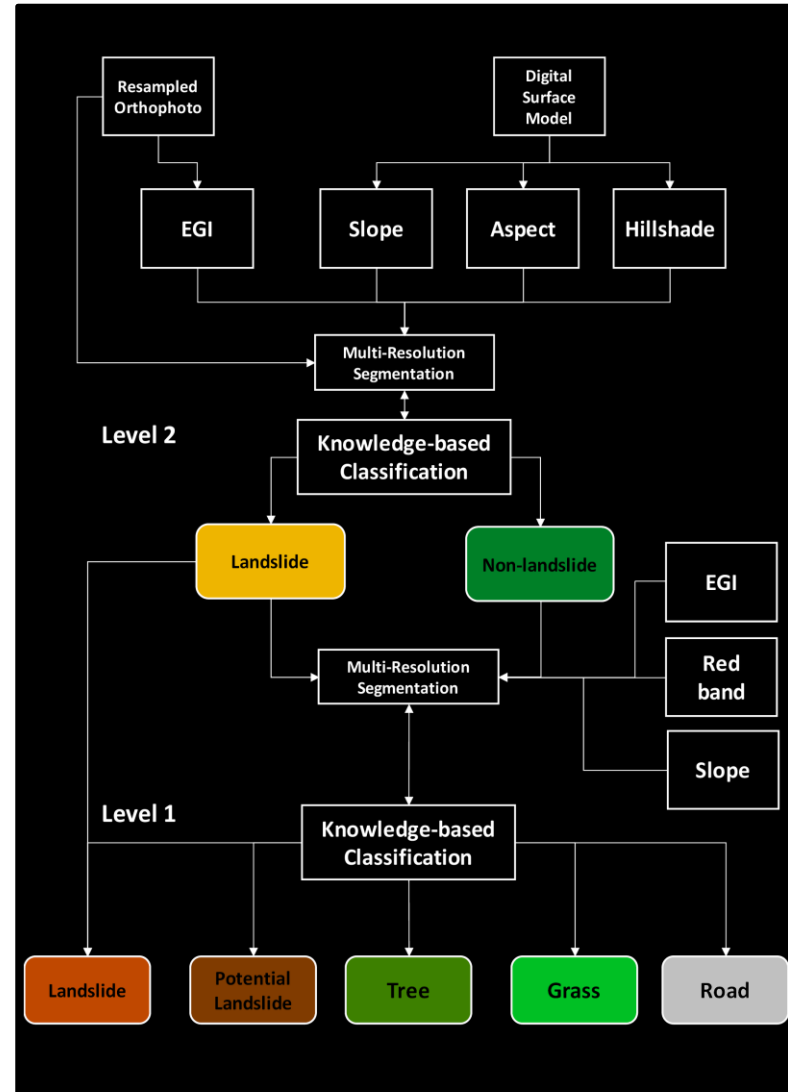 Resampled
Orthophoto
Digital
Surface
Model
EGI
Slope
Aspect
Hillshade
Multi-Resolution
Segmentation
Level 2
Knowledge-based
Classification
Landslide
Non-landslide
EGI
Multi-Resolution
Segmentation
Red
band
Slope
Level 1
Knowledge-based
Classification
Landslide
Potential
Landslide
Tree
Grass
Road